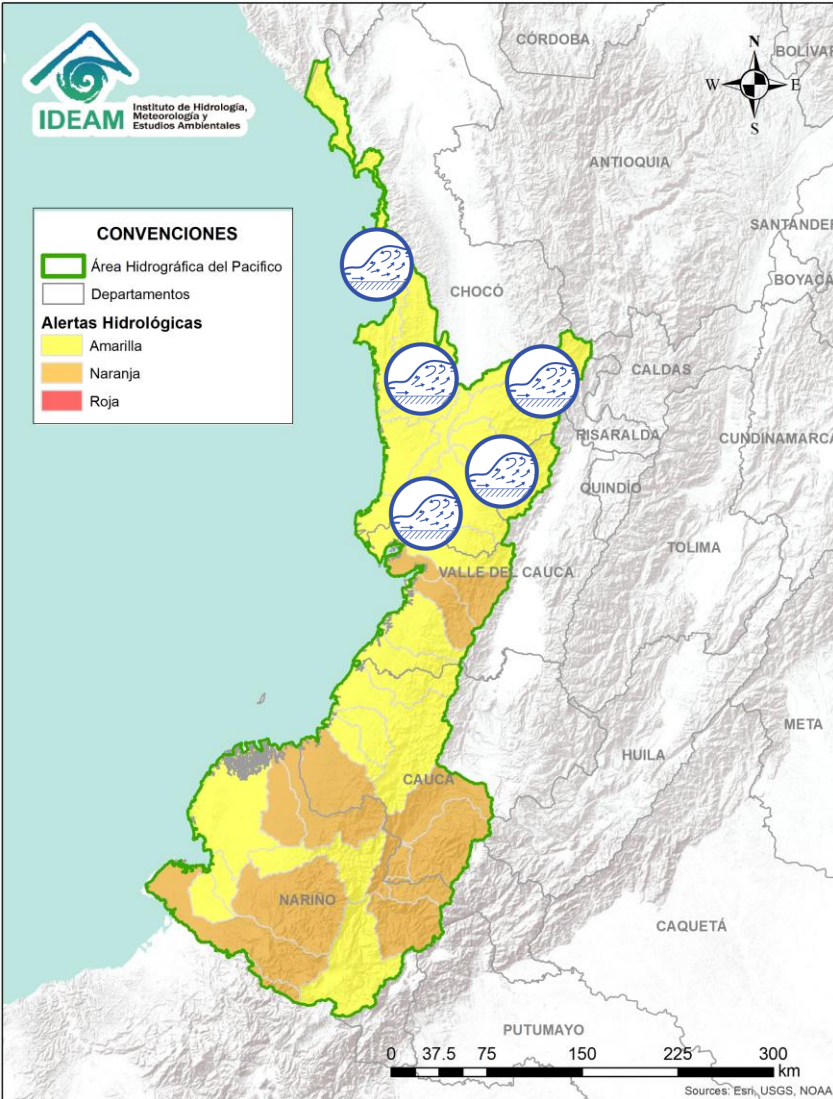 CÓRDOBA
BOLÍVAR
N
W
E
S
IDEAM
Instituto de Hidrología,
Meteorología y
Estudios Ambientales
ANTIOQUIA
SANTANDER
CONVENCIONES
Área Hidrográfica del Pacifico
Departamentos
Alertas Hidrológicas
Amarilla
Naranja
Roja
BOYACÁ
CHOCÓ
CALDAS
RISARALDA
CUNDINAMARCA
QUINDÍO
TOLIMA
VALLE DEL CAUCA
META
HUILA
CAUCA
NARIÑO
CAQUETÁ
PUTUMAYO
0 37.5 75 150 225 300
km
Sources: Esri, USGS, NOAA